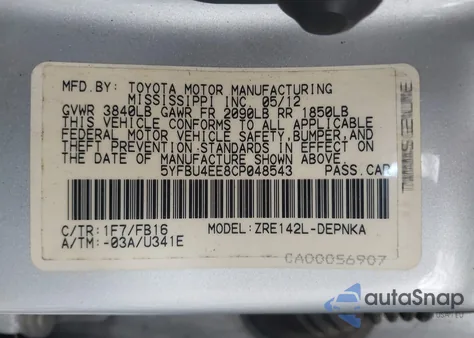 MFD.BY: TOYOTA MOTOR MANUFACTURING
MISSISSIPPI INC. 05/12
GVWR 3840LB GAWR FR 2090LB RR 1850LB
THIS VEHICLE CONFORMS TO ALL APPLICABLE
FEDERAL MOTOR VEHICLE SAFETY,BUMPER,AND
THEFT PREVENTION STANDARDS IN EFFECT ON
THE DATE OF MANUFACTURE SHOWN ABOVE.
5YFBU4EE8CP048543 PASS.CAR
C/TR:1F7/FB16 MODEL:ZRE142L-DEPNKA
A/TM:-03A/U341E
CA00056907
autoSnap